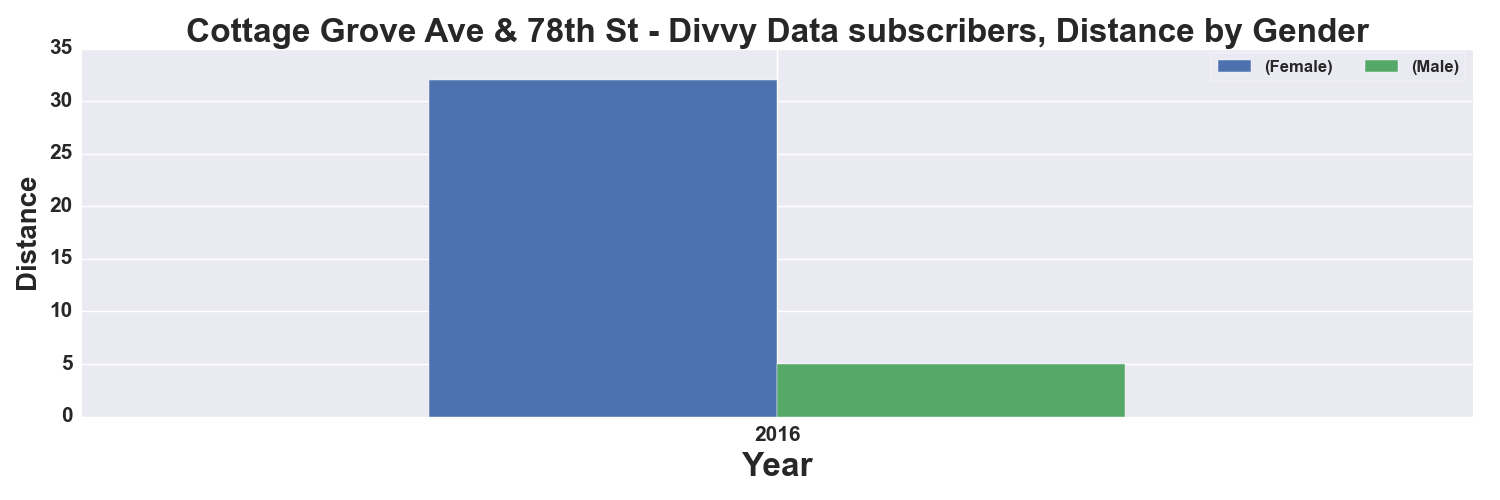 Cottage Grove Ave & 78th St - Divvy Data subscribers, Distance by Gender
(Female) (Male)
35
30
25
20
15
10
5
0
Distance
2016
Year